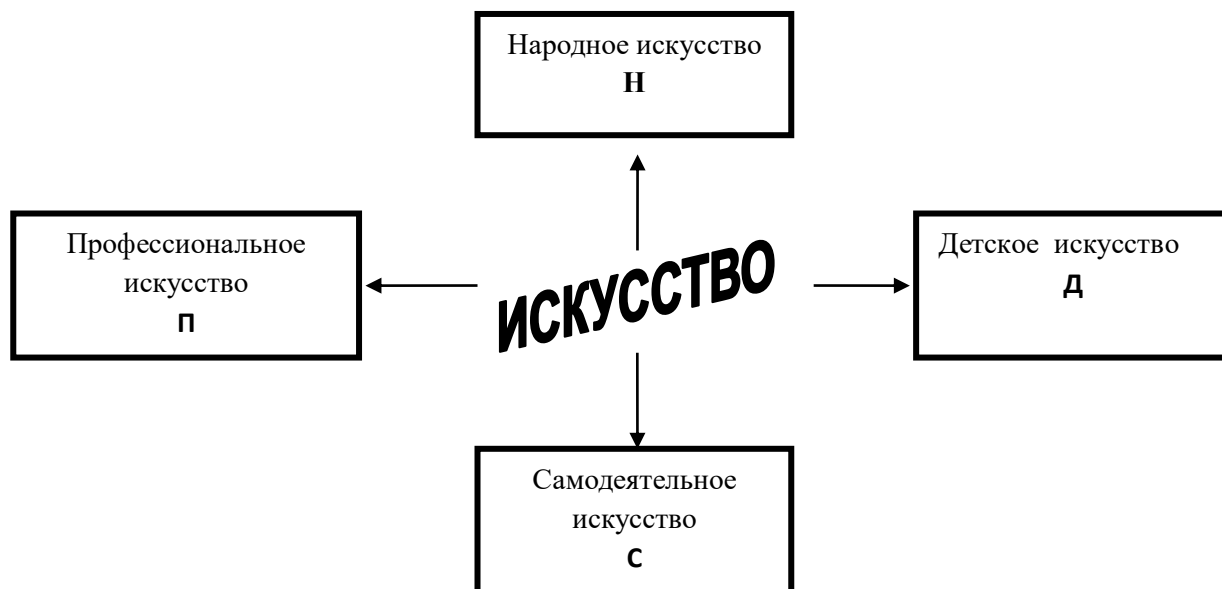 Народное искусство
Н
Профессиональное
искусство
П
ИСКУССТВО
Детское искусство
Д
Самодеятельное
искусство
С